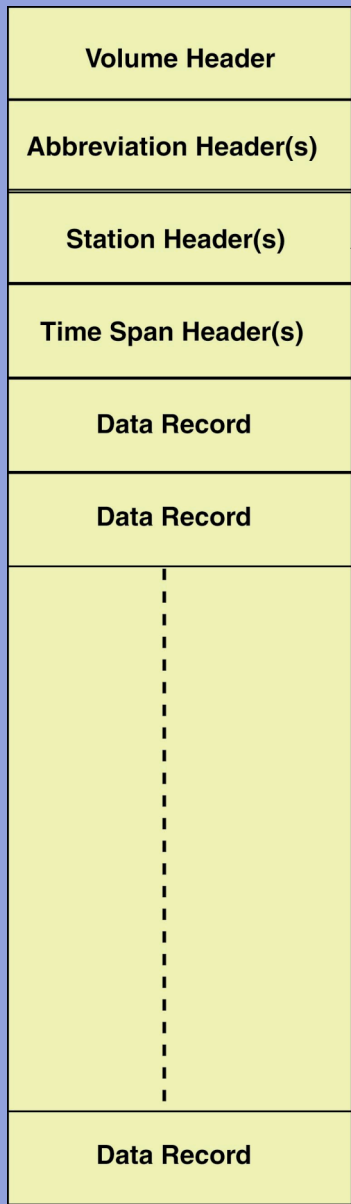 Volume Header
Abbreviation Header(s)
Station Header(s)
Time Span Header(s)
Data Record
Data Record
Data Record